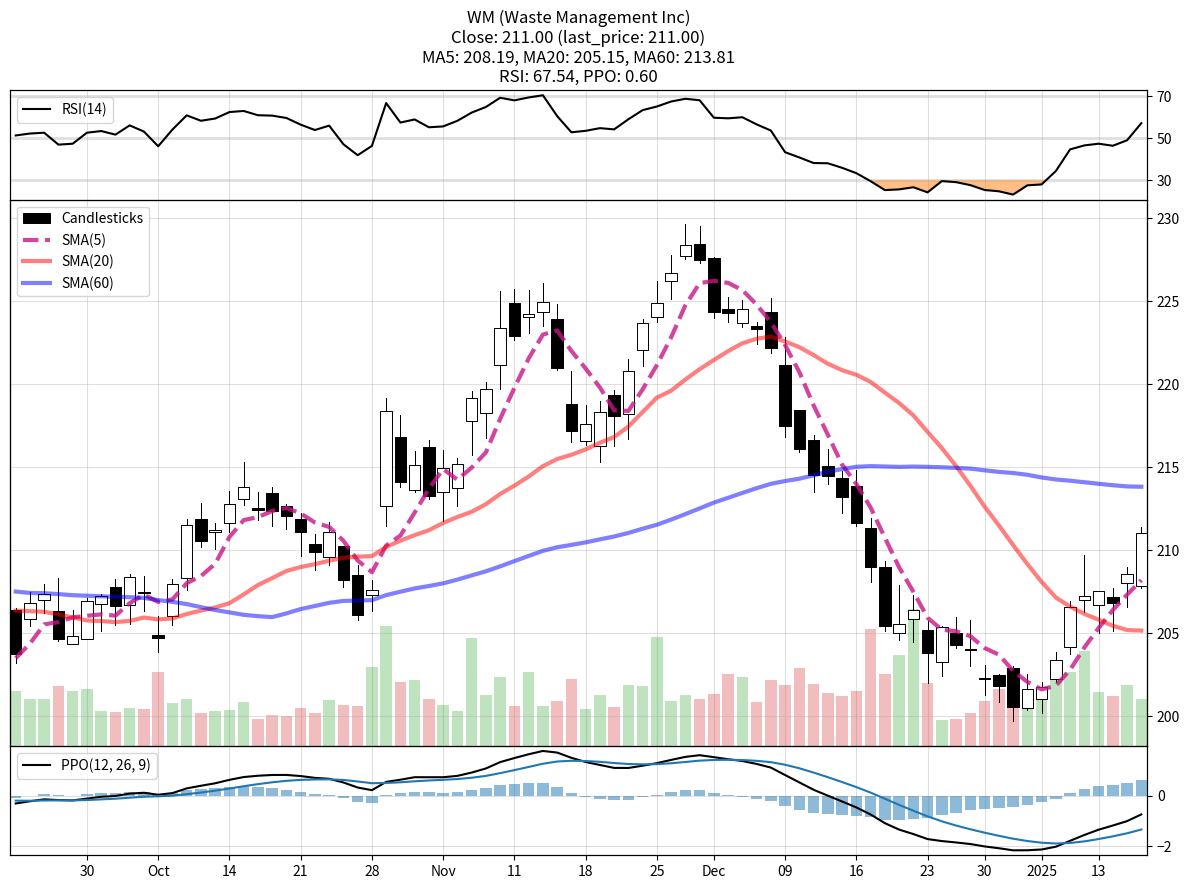 WM (Waste Management Inc)
Close: 211.00 (last_price: 211.00)
MA5: 208.19, MA20: 205.15, MA60: 213.81
RSI: 67.54, PPO: 0.60
RSI(14)
70
50
30
Candlesticks
SMA(5)
SMA(20)
SMA(60)
230
225
220
215
210
205
200
PPO(12, 26, 9)
0
−2
30 Oct 14 21 28 Nov 11 18 25 Dec 09 16 23 30 2025 13